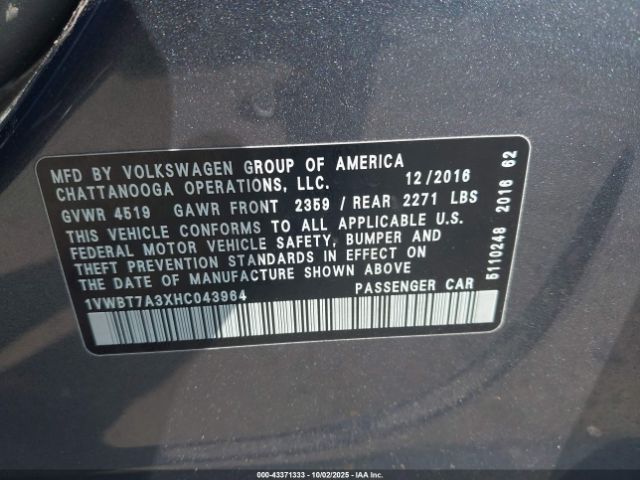 MFD BY VOLKSWAGEN GROUP OF AMERICA
CHATTANOOGA OPERATIONS, LLC. 12/2016
GVWR 4519 GAWR FRONT 2359 / REAR 2271 LBS
THIS VEHICLE CONFORMS TO ALL APPLICABLE U.S.
FEDERAL MOTOR VEHICLE SAFETY, BUMPER AND
THEFT PREVENTION STANDARDS IN EFFECT ON
THE DATE OF MANUFACTURE SHOWN ABOVE
1VWBT7A3XHC043964 PASSENGER CAR
5110248 2016 62
000-43371333 - 10/02/2025 - IAAI, Inc.